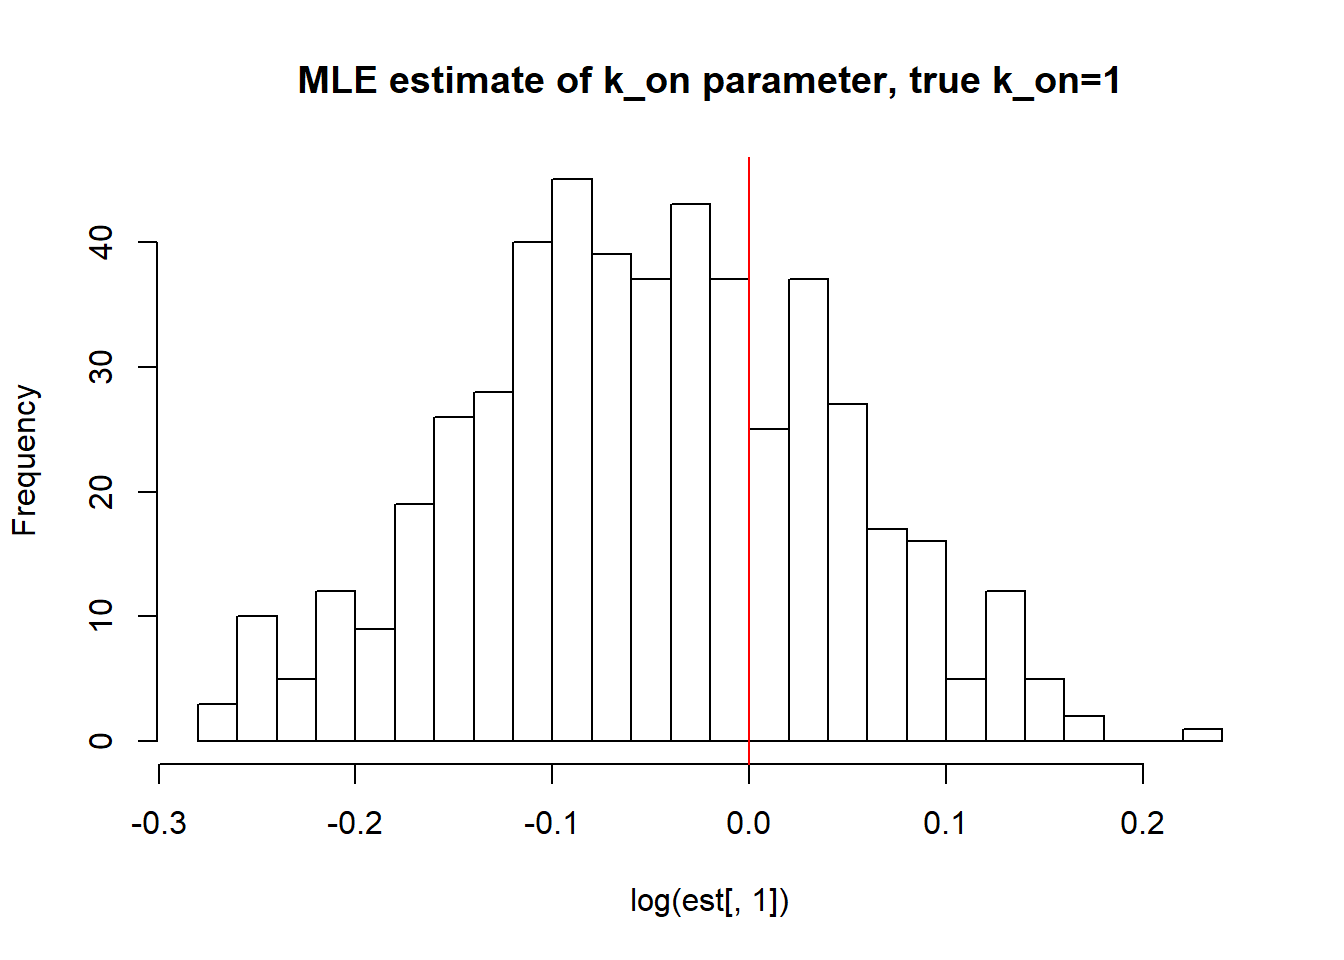 MLE estimate of k_on parameter, true k_on=1
Frequency
40
30
20
10
0
-0.3 -0.2 -0.1 0.0 0.1 0.2
log(est[, 1])